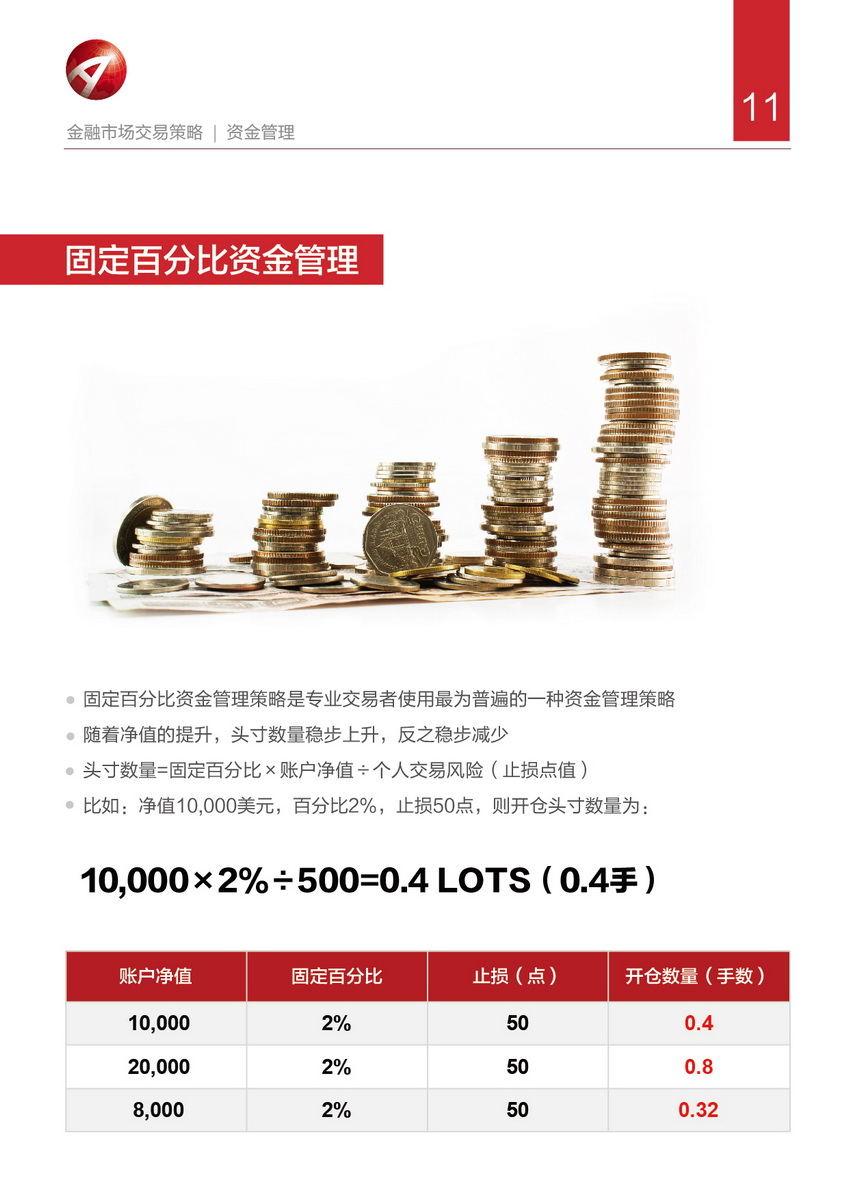 11
金融市场交易策略 | 资金管理
固定百分比资金管理
固定百分比资金管理策略是专业交易者使用最为普遍的一种资金管理策略
随着净值的提升，头寸数量稳步上升，反之稳步减少
头寸数量=固定百分比×账户净值÷个人交易风险（止损点值）
比如：净值10,000美元，百分比2%，止损50点，则开仓头寸数量为：
10,000×2%÷500=0.4 LOTS（0.4手）
账户净值 固定百分比 止损（点） 开仓数量（手数）
10,000 2% 50 0.4
20,000 2% 50 0.8
8,000 2% 50 0.32